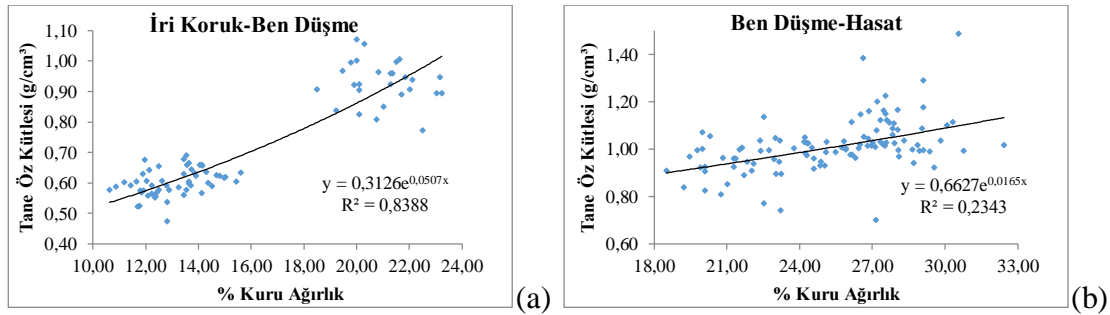 İri Koruk-Ben Düşme
Tane Öz Kütlesi (g/cm³)
1,10
1,00
0,90
0,80
0,70
0,60
0,50
0,40
y = 0,3126e^0,0507x
R² = 0,8388
10,00 12,00 14,00 16,00 18,00 20,00 22,00 24,00
% Kuru Ağırlık
(a)
Ben Düşme-Hasat
Tane Öz Kütlesi (g/cm³)
1,60
1,40
1,20
1,00
0,80
0,60
y = 0,6627e^0,0165x
R² = 0,2343
18,00 21,00 24,00 27,00 30,00 33,00
% Kuru Ağırlık
(b)